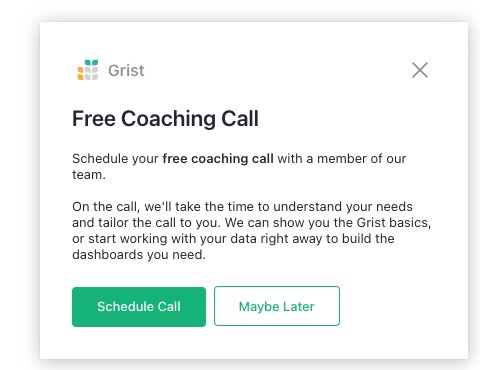 Grist
Free Coaching Call
Schedule your free coaching call with a member of our
team.
On the call, we'll take the time to understand your needs
and tailor the call to you. We can show you the Grist basics,
or start working with your data right away to build the
dashboards you need.
Schedule Call
Maybe Later